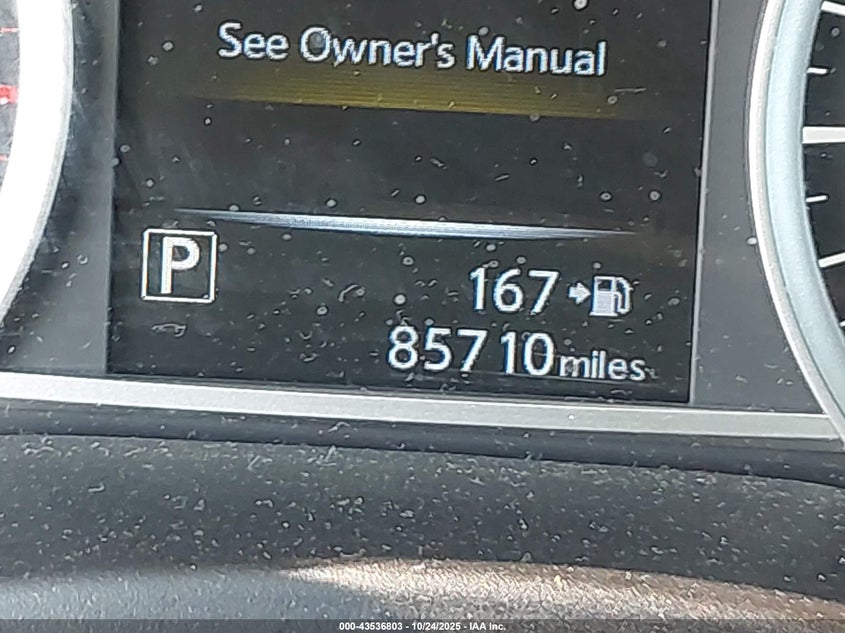 See Owner's Manual
P
167
85710 miles
000-43536803 - 10/24/2025 - IAA Inc.